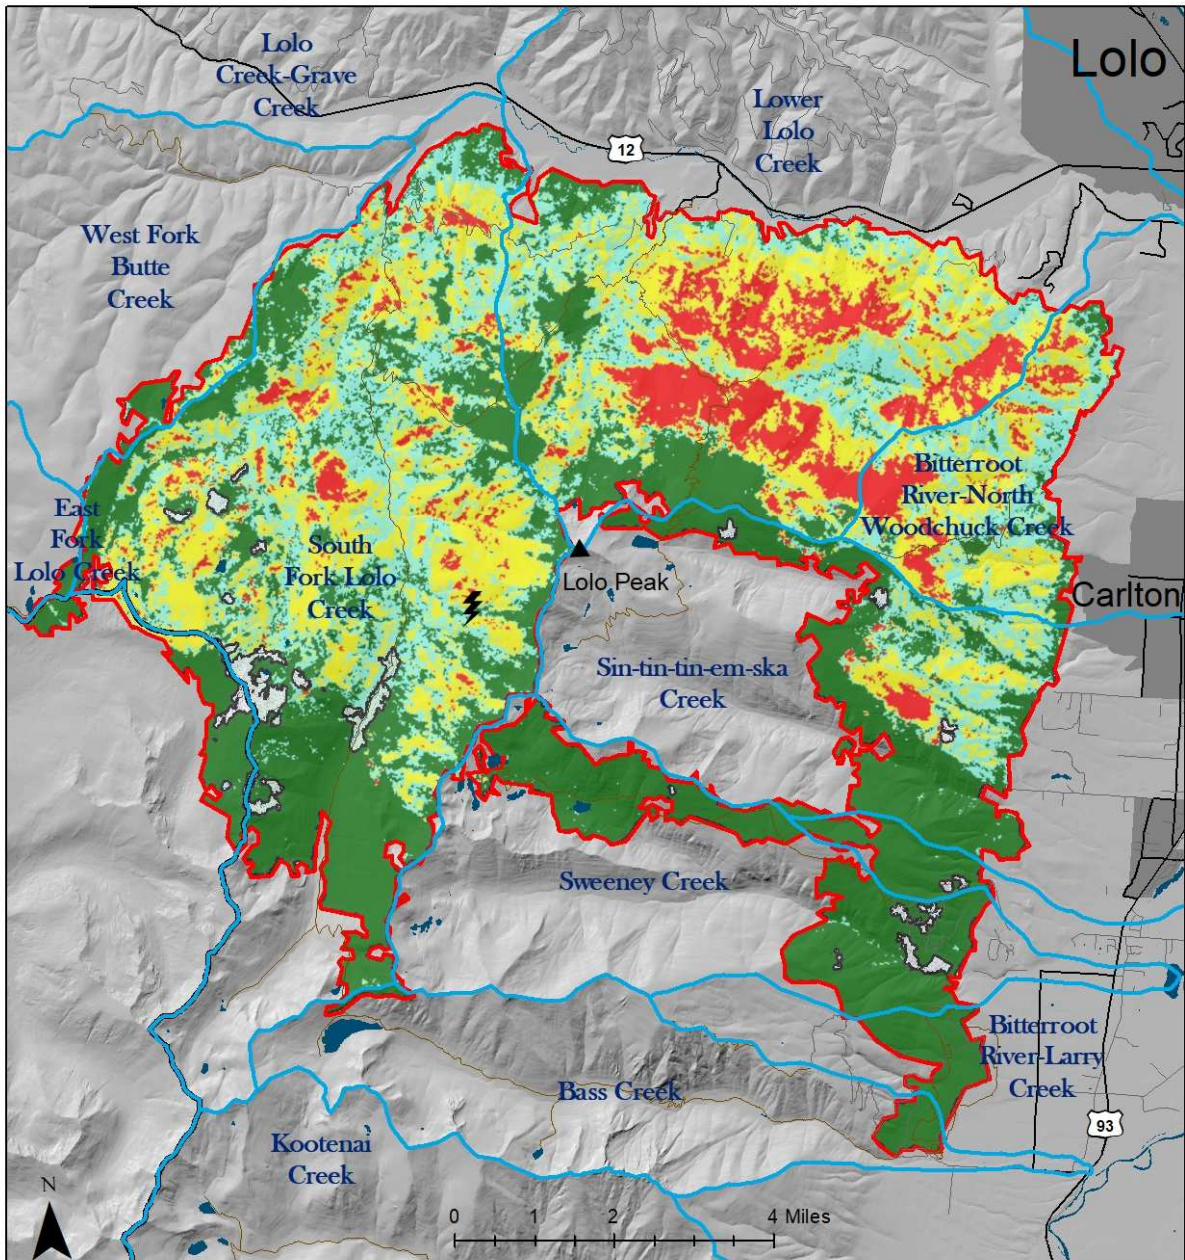 Lolo
Creek-Grave
Creek
Lolo
Lower
Lolo
Creek
12
West Fork
Butte
Creek
Bitterroot
River-North
Woodchuck Creek
East
Fork
Lolo Creek
South
Fork Lolo
Creek
Lolo Peak
Carlton
Sin-tin-tin-em-ska
Creek
Sweeney Creek
Bitterroot
River-Larry
Creek
Bass Creek
93
Kootenai
Creek
N
0 1 2 4 Miles